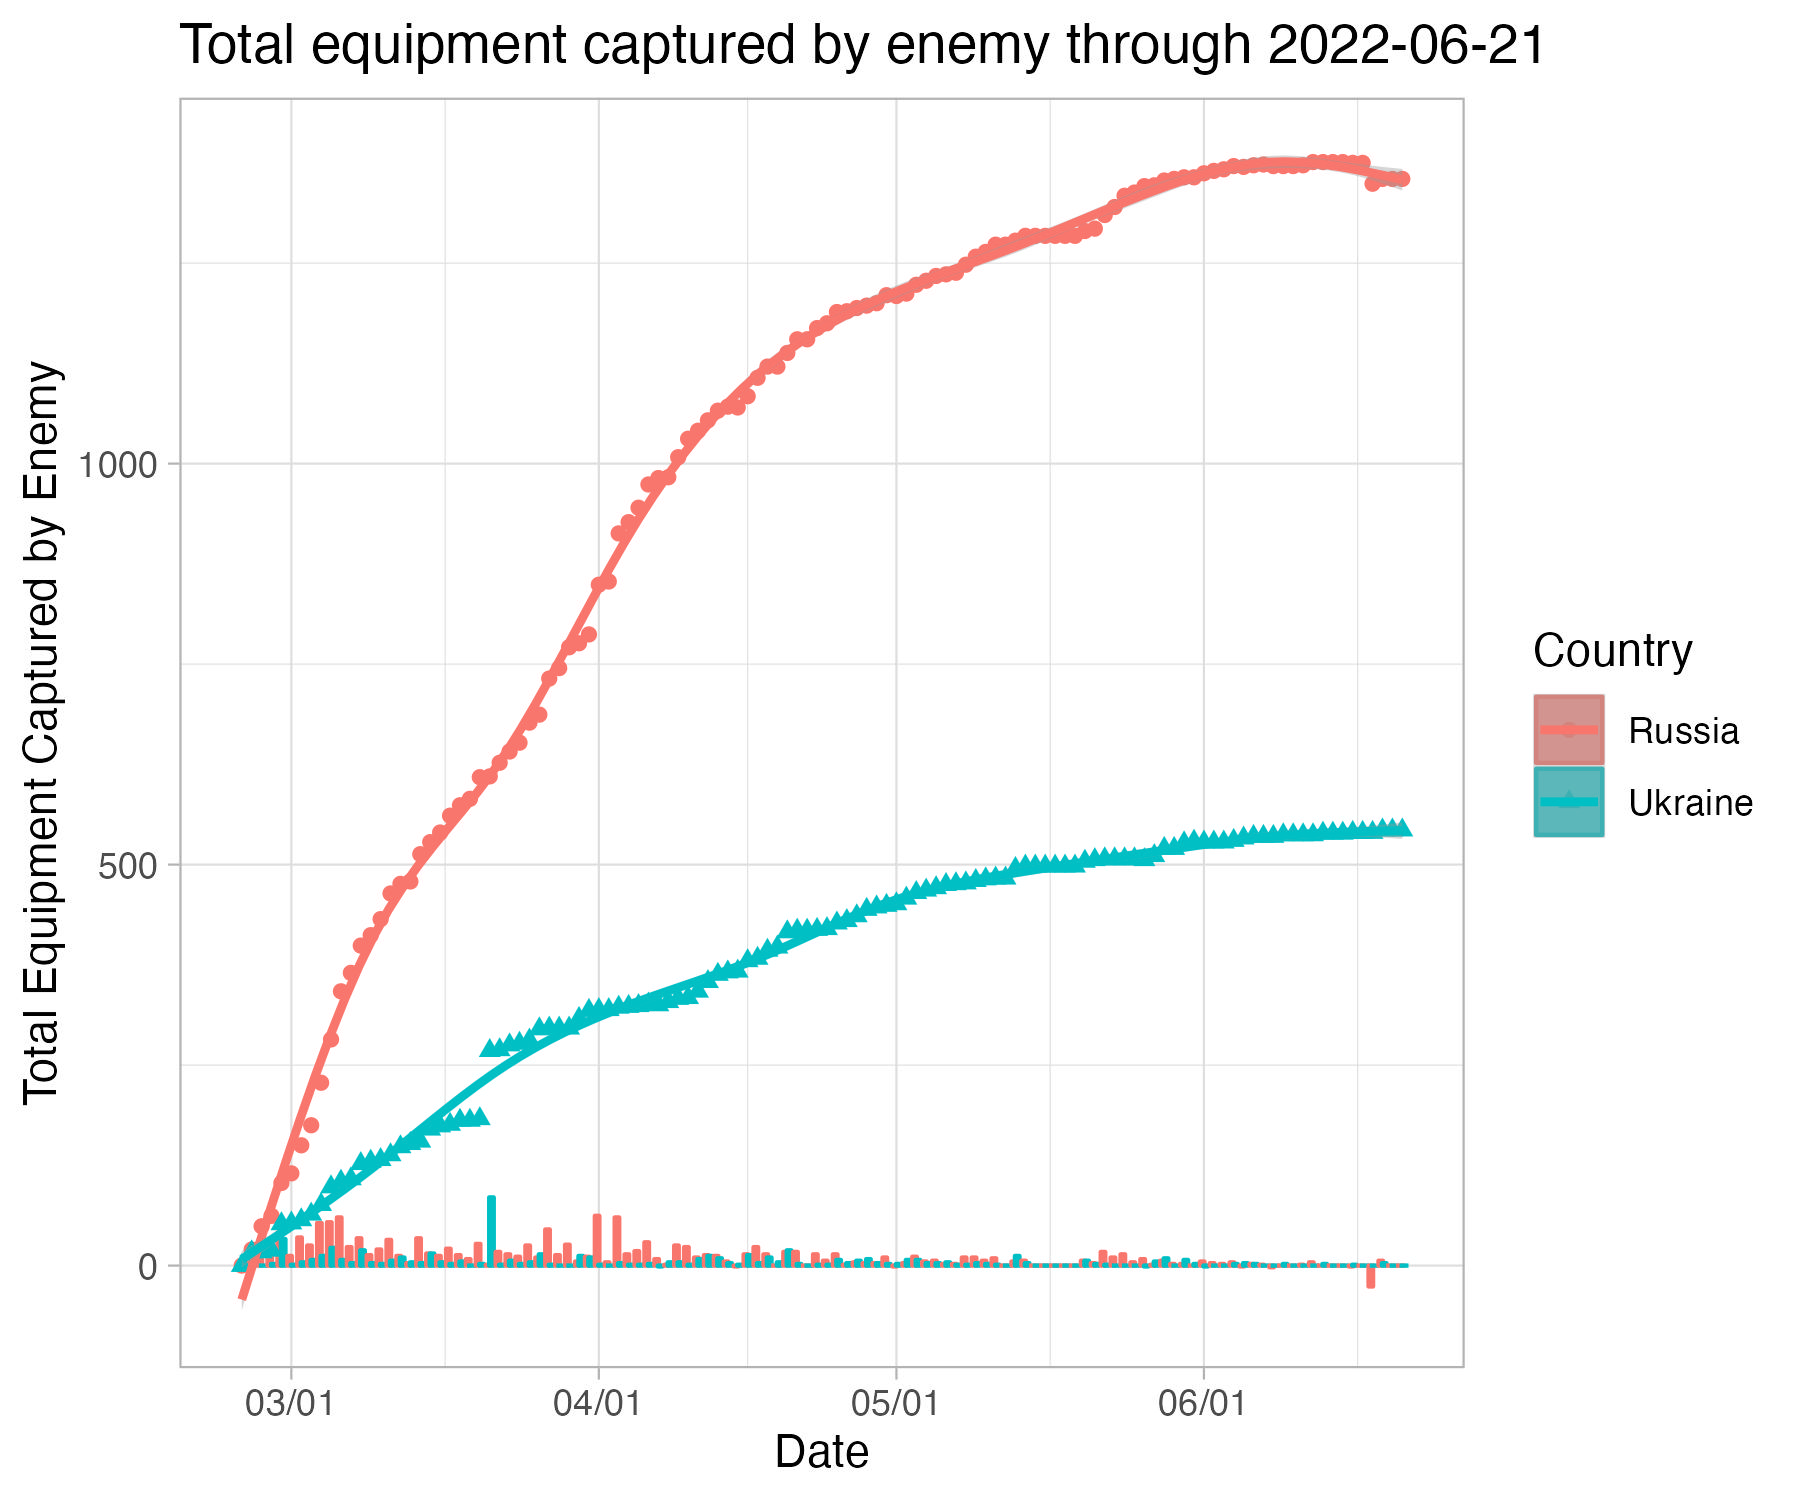 Total equipment captured by enemy through 2022-06-21
Total Equipment Captured by Enemy
1000
500
0
03/01
04/01
05/01
06/01
Date
Country
Russia
Ukraine